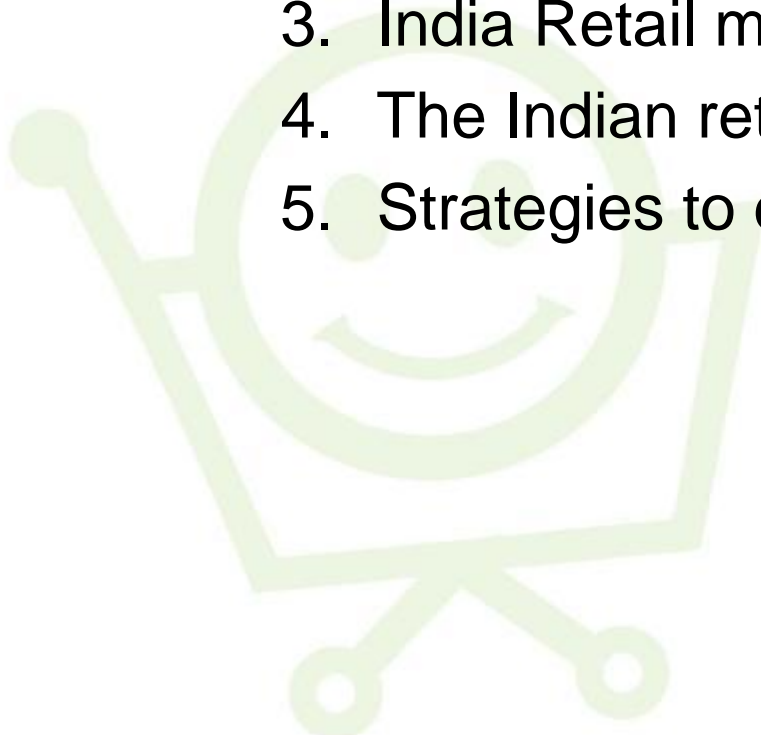 3. India Retail
4. The Indian
5. Strategies to